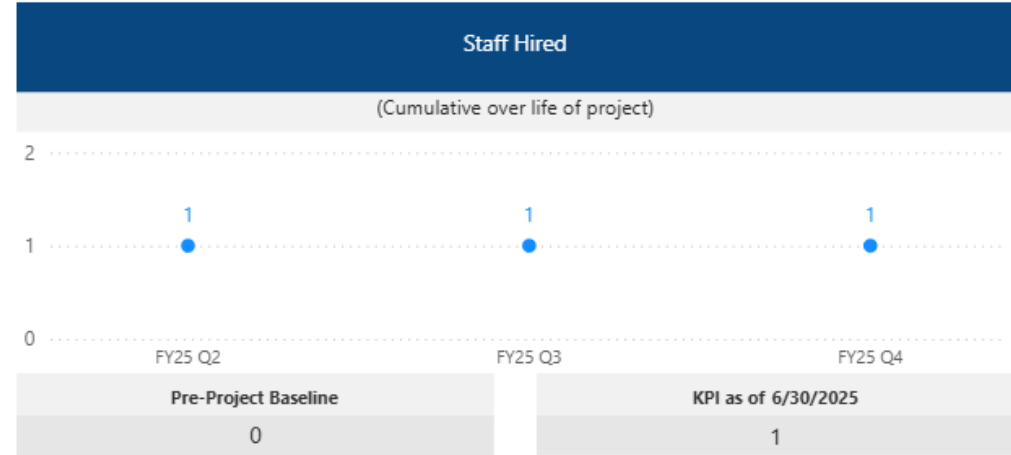 Staff Hired
(Cumulative over life of project)
2
1 1 1
1
0
FY25 Q2 FY25 Q3 FY25 Q4
Pre-Project Baseline KPI as of 6/30/2025
0 1